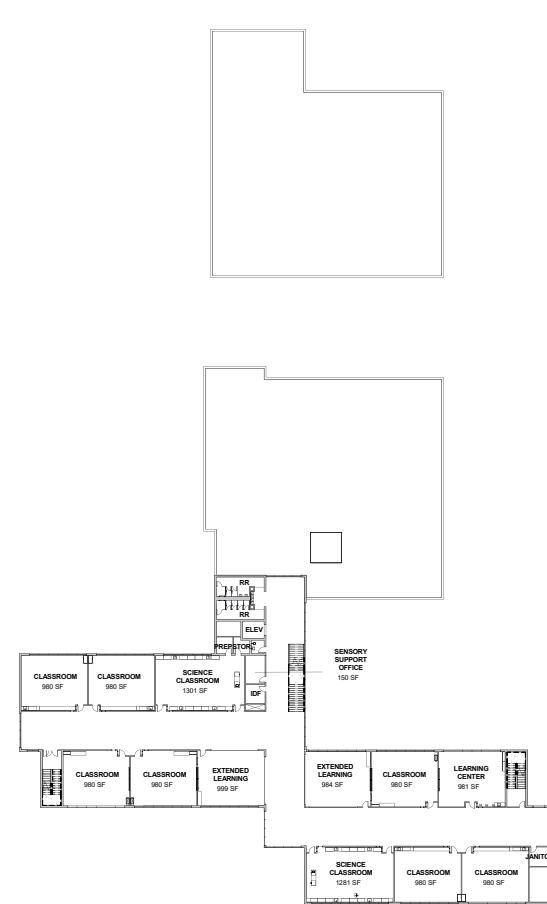 RR
RR
ELEV
PREP STOR.
SENSORY
SUPPORT
OFFICE
150 SF
CLASSROOM
980 SF
CLASSROOM
980 SF
SCIENCE
CLASSROOM
1301 SF
IDF
CLASSROOM
980 SF
CLASSROOM
980 SF
EXTENDED
LEARNING
999 SF
EXTENDED
LEARNING
984 SF
CLASSROOM
980 SF
LEARNING
CENTER
981 SF
SCIENCE
CLASSROOM
1281 SF
CLASSROOM
980 SF
CLASSROOM
980 SF